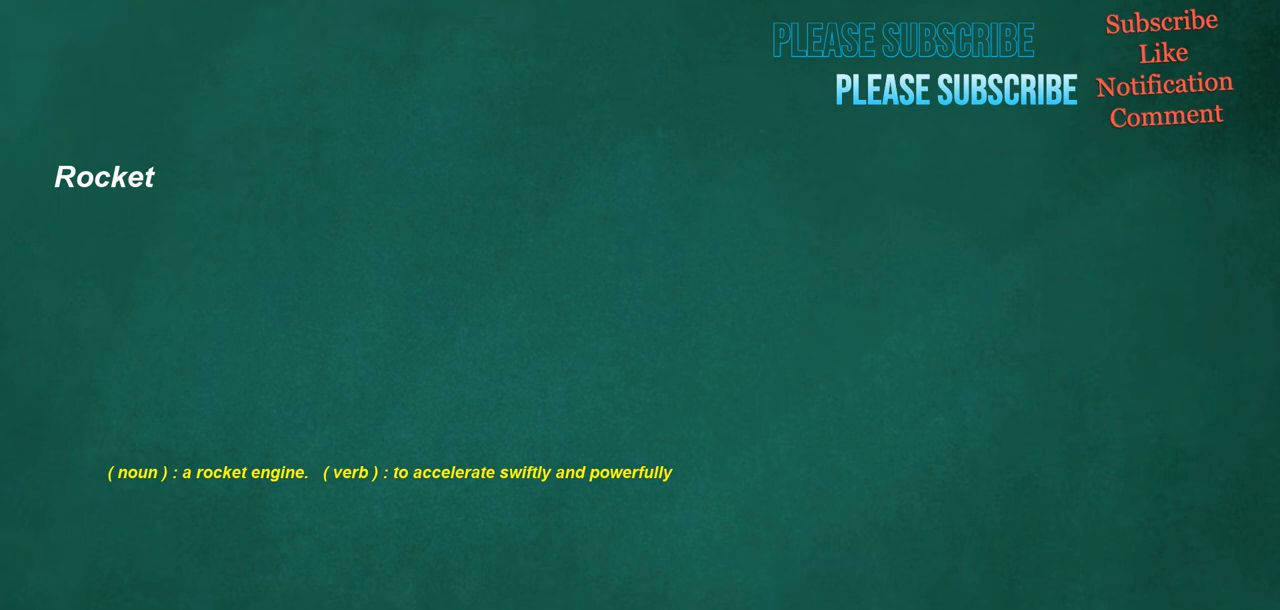 PLEASE SUBSCRIBE
PLEASE SUBSCRIBE
Subscribe
Like
Notification
Comment
Rocket
( noun ) : a rocket engine.   ( verb ) : to accelerate swiftly and powerfully